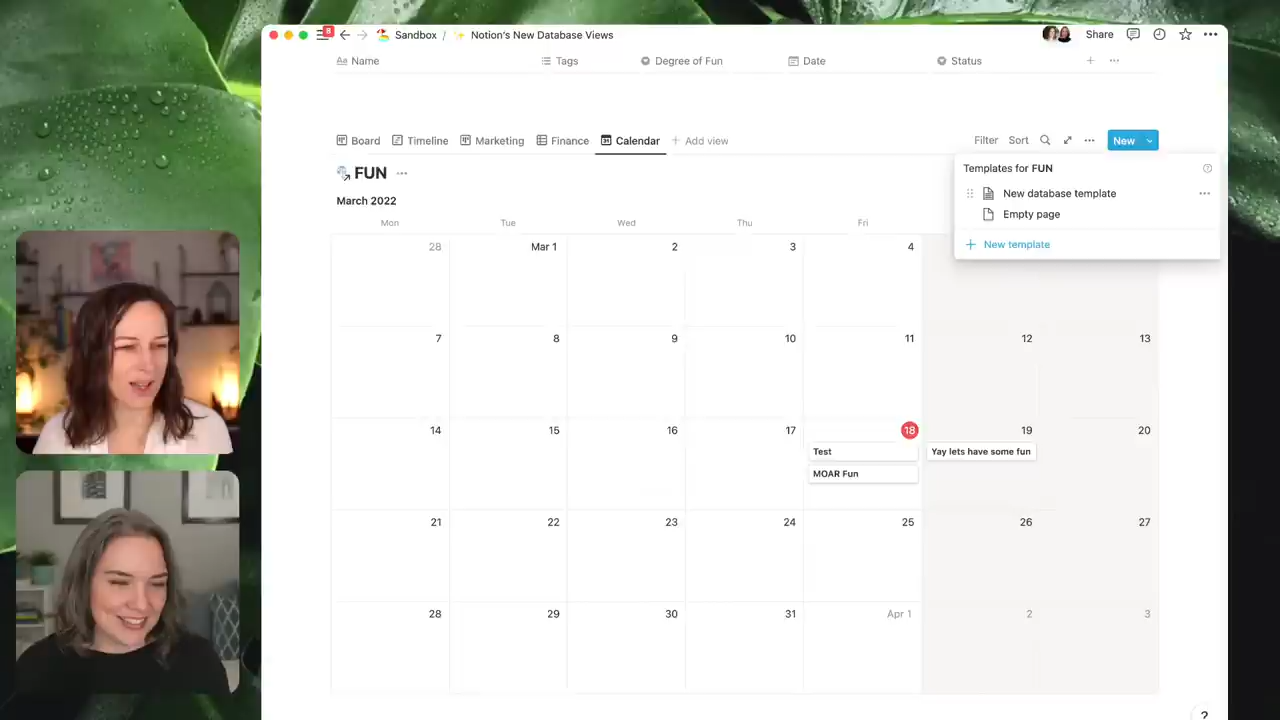 8
Sandbox / Notion's New Database Views
Share
Aa Name
Tags
Degree of Fun
Date
Status
Board
Timeline
Marketing
Finance
Calendar
+ Add view
Filter
Sort
New
Templates for FUN
New database template
Empty page
+ New template
FUN
March 2022
Mon Tue Wed Thu Fri
28 Mar 1 2 3 4
7 8 9 10 11 12 13
14 15 16 17 18 19 20
Test
Yay lets have some fun
MOAR Fun
21 22 23 24 25 26 27
28 29 30 31 Apr 1 2 3
?